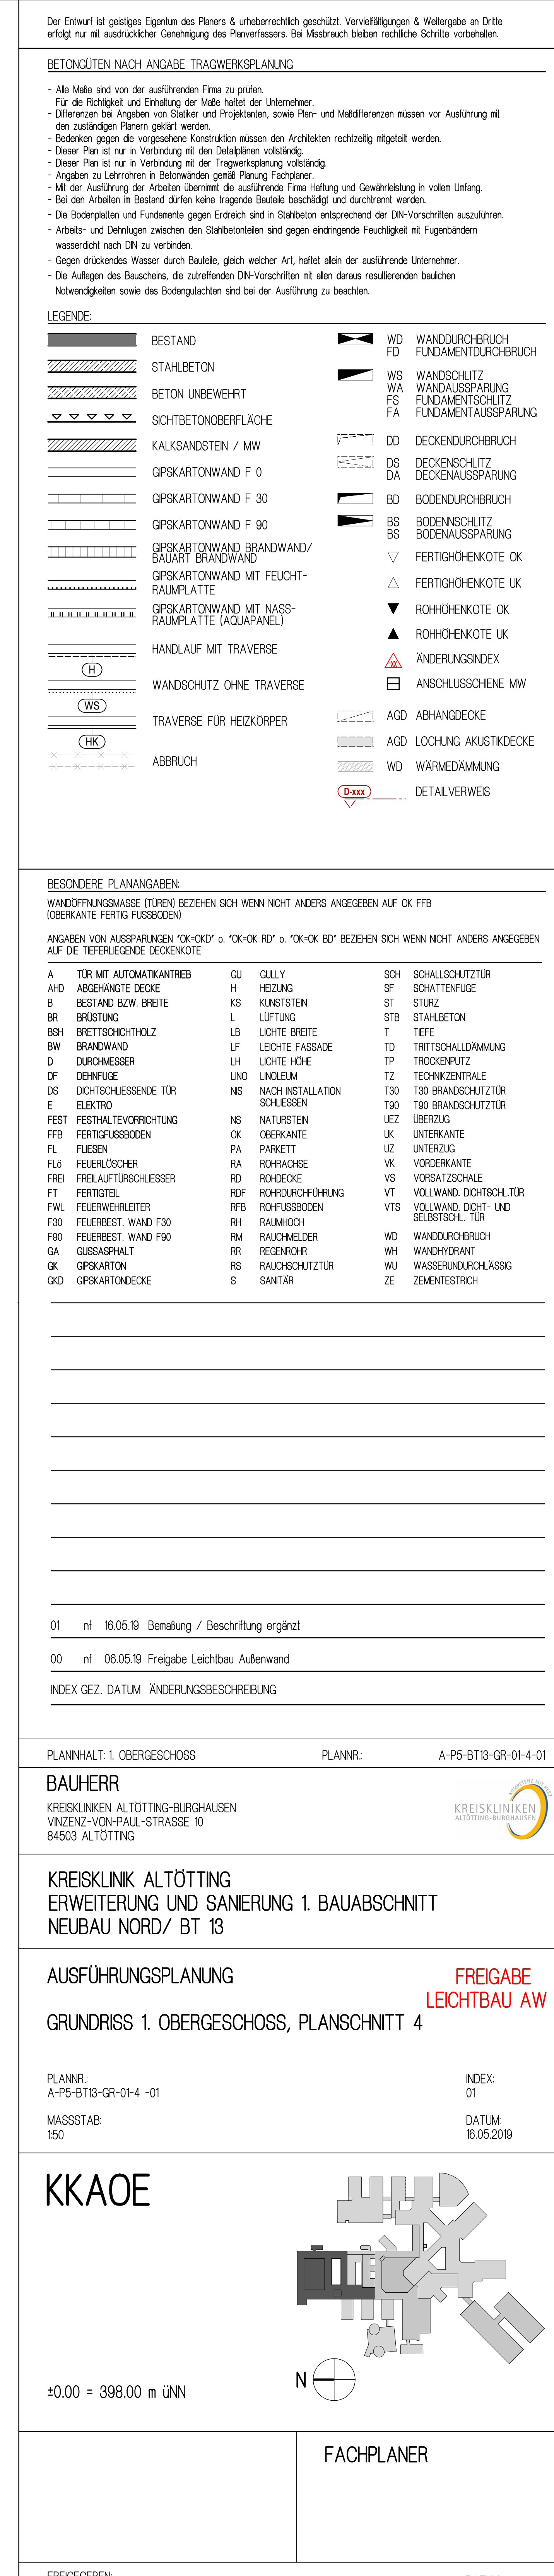 Der Entwurf ist geistiges Eigentum des Planers & urheberrechtlich geschützt. Vervielfältigungen & Weitergabe an Dritte
erfolgt nur mit ausdrücklicher Genehmigung des Planverfassers. Bei Missbrauch bleiben rechtliche Schritte vorbehalten.
BETONGÜTEN NACH ANGABE TRAGWERKSPLANUNG
- Alle Maße sind von der ausführenden Firma zu prüfen.
Für die Richtigkeit und Einhaltung der Maße haftet der Unternehmer.
- Differenzen bei Angaben von Statiker und Projektanten, sowie Plan- und Maßdifferenzen müssen vor Ausführung mit
den zuständigen Planern geklärt werden.
- Bedenken gegen die vorgesehene Konstruktion müssen den Architekten rechtzeitig mitgeteilt werden.
- Dieser Plan ist nur in Verbindung mit den Detailplänen vollständig.
- Dieser Plan ist nur in Verbindung mit der Tragwerksplanung vollständig.
- Angaben zu Lehrrohren in Betonwänden gemäß Planung Fachplaner.
- Mit der Ausführung der Arbeiten übernimmt die ausführende Firma Haftung und Gewährleistung in vollem Umfang.
- Bei den Arbeiten im Bestand dürfen keine tragende Bauteile beschädigt und durchtrennt werden.
- Die Bodenplatten und Fundamente gegen Erdreich sind in Stahlbeton entsprechend der DIN-Vorschriften auszuführen.
- Arbeits- und Dehnfugen zwischen den Stahlbetonteilen sind gegen eindringende Feuchtigkeit mit Fugenbändern
wasserdicht nach DIN zu verbinden.
- Gegen drückendes Wasser durch Bauteile, gleich welcher Art, haftet allein der ausführende Unternehmer.
- Die Auflagen des Bauscheins, die zutreffenden DIN-Vorschriften mit allen daraus resultierenden baulichen
Notwendigkeiten sowie das Bodengutachten sind bei der Ausführung zu beachten.
LEGENDE:
BESTAND
STAHLBETON
BETON UNBEWEHRT
SICHTBETONOBERFLÄCHE
KALKSANDSTEIN / MW
GIPSKARTONWAND F 0
GIPSKARTONWAND F 30
GIPSKARTONWAND F 90
GIPSKARTONWAND BRANDWAND/
BAUART BRANDWAND
GIPSKARTONWAND MIT FEUCHT-
RAUMPLATTE
GIPSKARTONWAND MIT NASS-
RAUMPLATTE (AQUAPANEL)
HANDLAUF MIT TRAVERSE
H
WANDSCHUTZ OHNE TRAVERSE
WS
TRAVERSE FÜR HEIZKÖRPER
HK
ABBRUCH
WD WANDDURCHBRUCH
FD FUNDAMENTDURCHBRUCH
WS WANDSCHLITZ
WA WANDAUSSPARUNG
FS FUNDAMENTSCHLITZ
FA FUNDAMENTAUSSPARUNG
DD DECKENDURCHBRUCH
DS DECKENSCHLITZ
DA DECKENAUSSPARUNG
BD BODENDURCHBRUCH
BS BODENNSCHLITZ
BS BODENAUSSPARUNG
FERTIGHÖHENKOTE OK
FERTIGHÖHENKOTE UK
ROHHÖHENKOTE OK
ROHHÖHENKOTE UK
xx ÄNDERUNGSINDEX
ANSCHLUSSCHIENE MW
AGD ABHANGDECKE
AGD LOCHUNG AKUSTIKDECKE
WD WÄRMEDÄMMUNG
D-xxx DETAILVERWEIS
BESONDERE PLANANGABEN:
WANDÖFFNUNGSMASSE (TÜREN) BEZIEHEN SICH WENN NICHT ANDERS ANGEGEBEN AUF OK FFB
(OBERKANTE FERTIG FUSSBODEN)
ANGABEN VON AUSSPARUNGEN "OK=OKD" o. "OK=OK RD" o. "OK=OK BD" BEZIEHEN SICH WENN NICHT ANDERS ANGEGEBEN
AUF DIE TIEFERLIEGENDE DECKENKOTE
A TÜR MIT AUTOMATIKANTRIEB
AHD ABGEHÄNGTE DECKE
B BESTAND BZW. BREITE
BR BRÜSTUNG
BSH BRETTSCHICHTHOLZ
BW BRANDWAND
D DURCHMESSER
DF DEHNFUGE
DS DICHTSCHLIESSENDE TÜR
E ELEKTRO
FEST FESTHALTEVORRICHTUNG
FFB FERTIGFUSSBODEN
FL FLIESEN
FLö FEUERLÖSCHER
FREI FREILAUFTÜRSCHLIESSER
FT FERTIGTEIL
FWL FEUERWEHRLEITER
F30 FEUERBEST. WAND F30
F90 FEUERBEST. WAND F90
GA GUSSASPHALT
GK GIPSKARTON
GKD GIPSKARTONDECKE
GU GULLY
H HEIZUNG
KS KUNSTSTEIN
L LÜFTUNG
LB LICHTE BREITE
LF LEICHTE FASSADE
LH LICHTE HÖHE
LINO LINOLEUM
NIS NACH INSTALLATION
SCHLIESSEN
NS NATURSTEIN
OK OBERKANTE
PA PARKETT
RA ROHRACHSE
RD ROHDECKE
RDF ROHRDURCHFÜHRUNG
RFB ROHFUSSBODEN
RH RAUMHOCH
RM RAUCHMELDER
RR REGENROHR
RS RAUCHSCHUTZTÜR
S SANITÄR
SCH SCHALLSCHUTZTÜR
SF SCHATTENFUGE
ST STURZ
STB STAHLBETON
T TIEFE
TD TRITTSCHALLDÄMMUNG
TP TROCKENPUTZ
TZ TECHNIKZENTRALE
T30 T30 BRANDSCHUTZTÜR
T90 T90 BRANDSCHUTZTÜR
UEZ ÜBERZUG
UK UNTERKANTE
UZ UNTERZUG
VK VORDERKANTE
VS VORSATZSCHALE
VT VOLLWAND. DICHTSCHL.TÜR
VTS VOLLWAND. DICHT- UND
SELBSTSCHL. TÜR
WD WANDDURCHBRUCH
WH WANDHYDRANT
WU WASSERUNDURCHLÄSSIG
ZE ZEMENTESTRICH
01 nf 16.05.19 Bemaßung / Beschriftung ergänzt
00 nf 06.05.19 Freigabe Leichtbau Außenwand
INDEX GEZ. DATUM ÄNDERUNGSBESCHREIBUNG
PLANINHALT: 1. OBERGESCHOSS PLANNR.: A-P5-BT13-GR-01-4-01
BAUHERR
KREISKLINIKEN ALTÖTTING-BURGHAUSEN
VINZENZ-VON-PAUL-STRASSE 10
84503 ALTÖTTING
KOMPETENZ MIT HERZ
KREISKLINIKEN
ALTÖTTING-BURGHAUSEN
KREISKLINIK ALTÖTTING
ERWEITERUNG UND SANIERUNG 1. BAUABSCHNITT
NEUBAU NORD/ BT 13
AUSFÜHRUNGSPLANUNG
FREIGABE
LEICHTBAU AW
GRUNDRISS 1. OBERGESCHOSS, PLANSCHNITT 4
PLANNR.: INDEX:
A-P5-BT13-GR-01-4 -01 01
MASSSTAB: DATUM:
1:50 16.05.2019
KKAOE
N
±0.00 = 398.00 m üNN
FACHPLANER